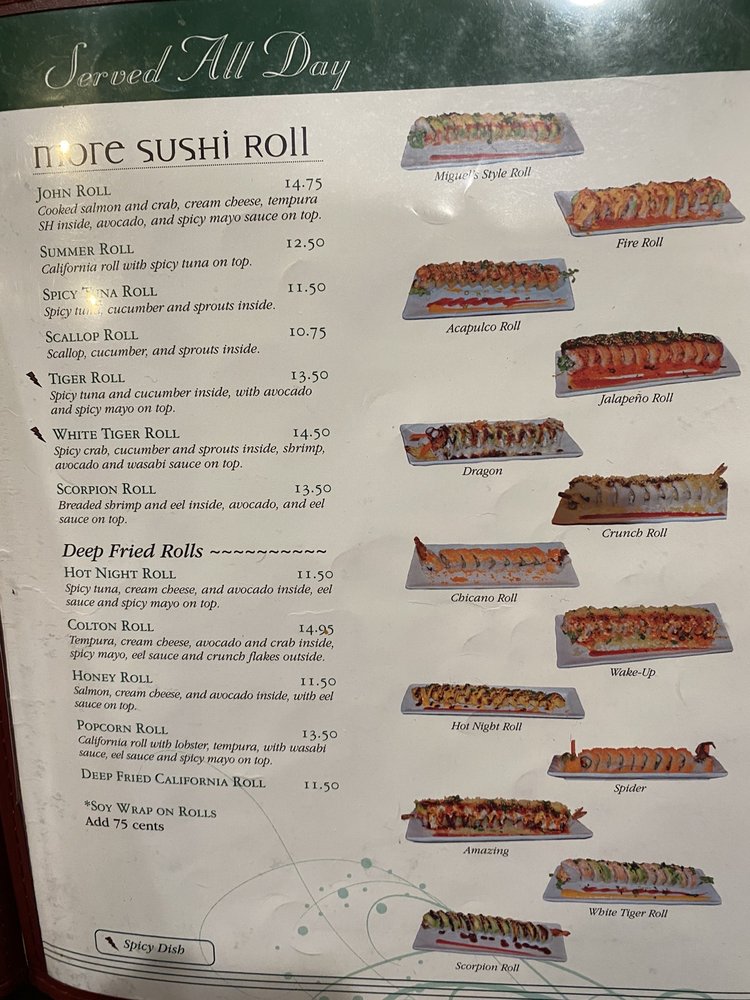 Served All Day
more sushi roll
John Roll 14.75
Cooked salmon and crab, cream cheese, tempura
SH inside, avocado, and spicy mayo sauce on top.
Summer Roll 12.50
California roll with spicy tuna on top.
Spicy Tuna Roll 11.50
Spicy tuna, cucumber and sprouts inside.
Scallop Roll 10.75
Scallop, cucumber, and sprouts inside.
Tiger Roll 13.50
Spicy tuna and cucumber inside, with avocado
and spicy mayo on top.
White Tiger Roll 14.50
Spicy crab, cucumber and sprouts inside, shrimp,
avocado and wasabi sauce on top.
Scorpion Roll 13.50
Breaded shrimp and eel inside, avocado, and eel
sauce on top.
Deep Fried Rolls ~~~~~~~~~~
Hot Night Roll 11.50
Spicy tuna, cream cheese, and avocado inside, eel
sauce and spicy mayo on top.
Colton Roll 14.95
Tempura, cream cheese, avocado and crab inside,
spicy mayo, eel sauce and crunch flakes outside.
Honey Roll 11.50
Salmon, cream cheese, and avocado inside, with eel
sauce on top.
Popcorn Roll 13.50
California roll with lobster, tempura, with wasabi
sauce, eel sauce and spicy mayo on top.
Deep Fried California Roll 11.50
*Soy Wrap on Rolls
Add 75 cents
Spicy Dish
Miguel's Style Roll
Fire Roll
Acapulco Roll
Jalapeño Roll
Dragon
Crunch Roll
Chicano Roll
Wake-Up
Hot Night Roll
Spider
Amazing
White Tiger Roll
Scorpion Roll